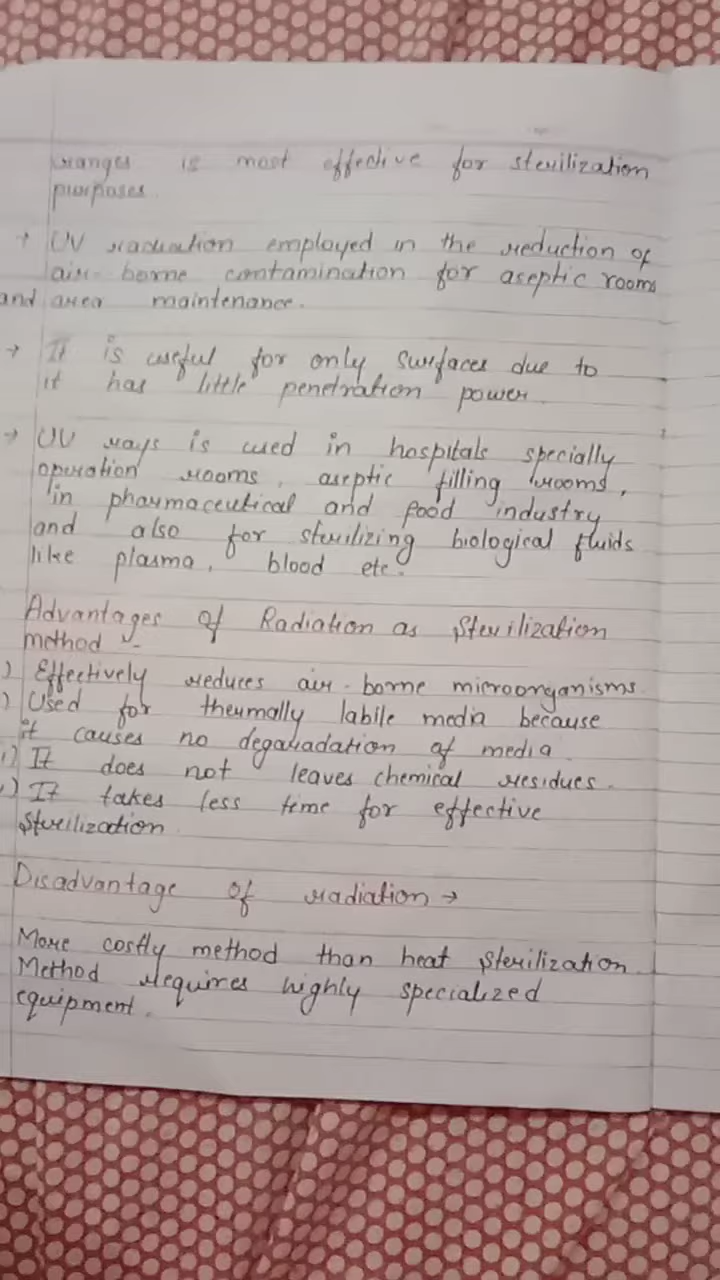 ranges is most effective for sterilization
purposes.
→ UV radiation employed in the reduction of
air-borne contamination for aseptic rooms
and area maintenance.
→ It is useful for only surfaces due to
it has little penetration power.
→ UV rays is used in hospitals specially
operation rooms, aseptic filling rooms,
in pharmaceutical and food industry
and also for sterilizing biological fluids
like plasma, blood etc.
Advantages of Radiation as Sterilization
method :-
) Effectively reduces air-borne microorganisms.
) Used for thermally labile media because
it causes no degaradation of media.
) It does not leaves chemical residues.
) It takes less time for effective
sterilization.
Disadvantage of radiation →
More costly method than heat sterilization.
Method requires highly specialized
equipment.